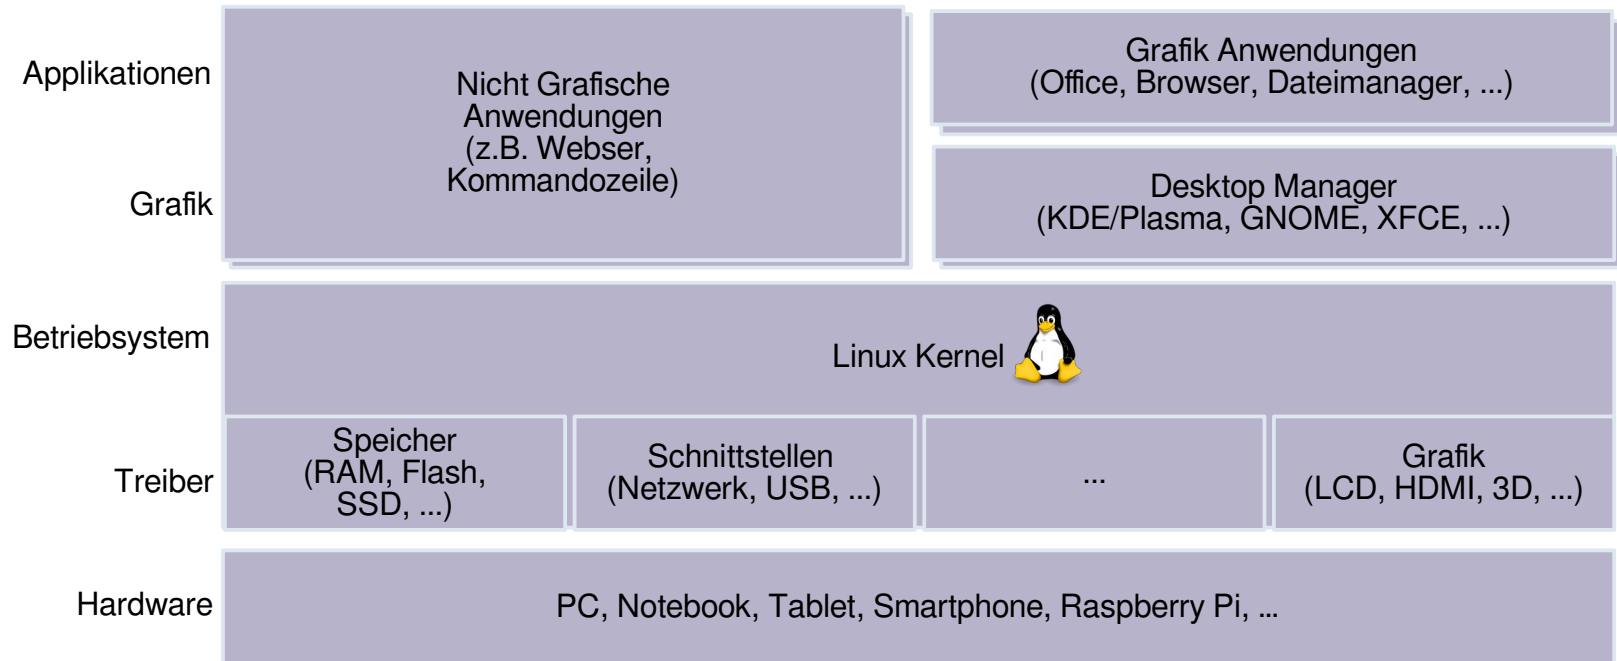 Applikationen
Nicht Grafische
Anwendungen
(z.B. Webser,
Kommandozeile)
Grafik Anwendungen
(Office, Browser, Dateimanager, ...)
Grafik
Desktop Manager
(KDE/Plasma, GNOME, XFCE, ...)
Betriebsystem
Linux Kernel
Treiber
Speicher
(RAM, Flash,
SSD, ...)
Schnittstellen
(Netzwerk, USB, ...)
...
Grafik
(LCD, HDMI, 3D, ...)
Hardware
PC, Notebook, Tablet, Smartphone, Raspberry Pi, ...